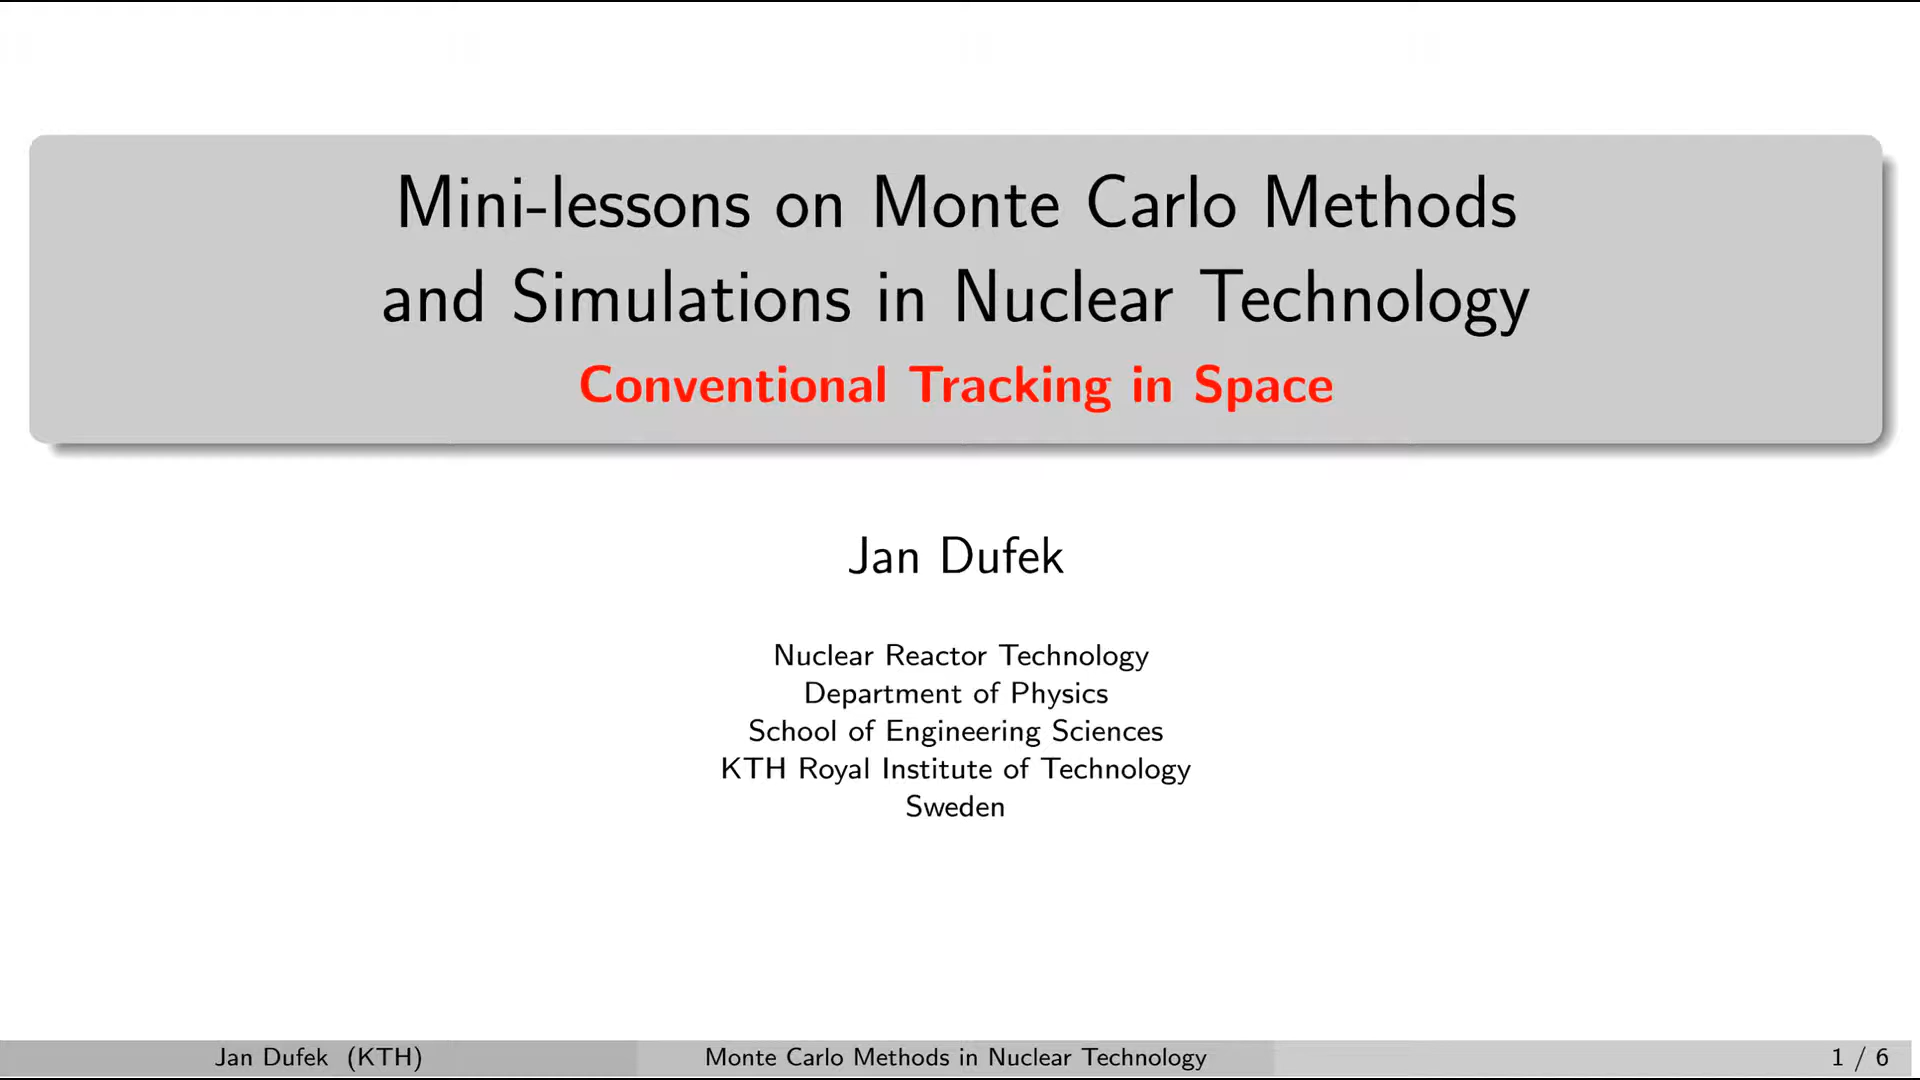 Mini-lessons on Monte Carlo Methods
and Simulations in Nuclear Technology
Conventional Tracking in Space
Jan Dufek
Nuclear Reactor Technology
Department of Physics
School of Engineering Sciences
KTH Royal Institute of Technology
Sweden
Jan Dufek (KTH)
Monte Carlo Methods in Nuclear Technology
1 / 6